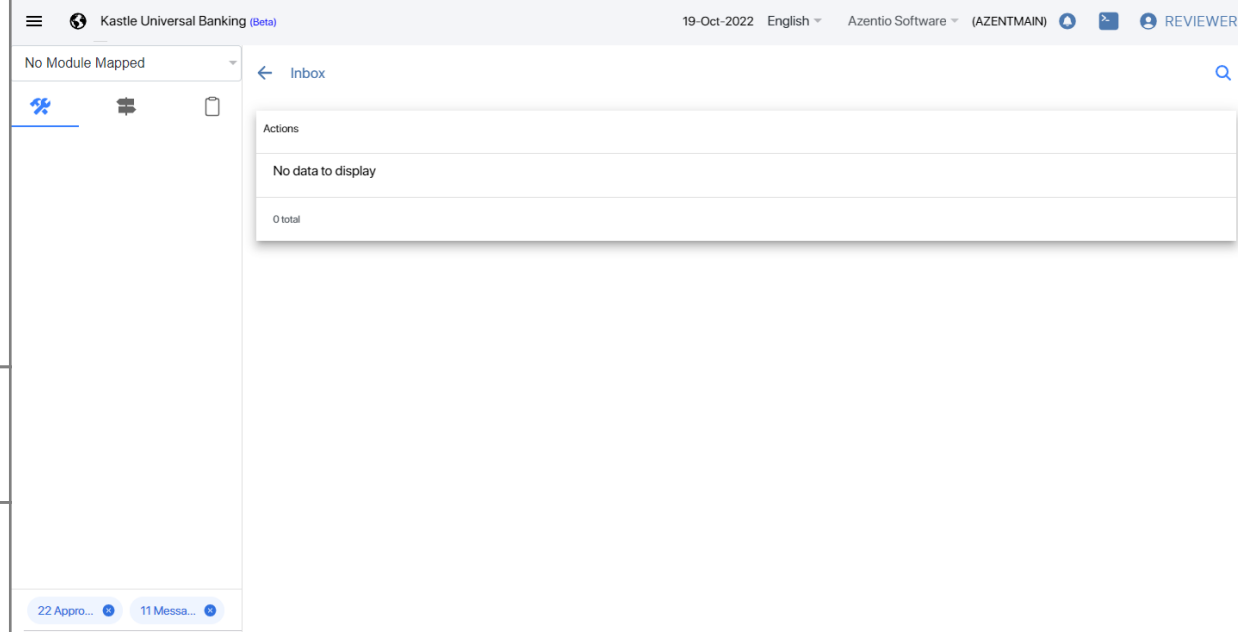 Kastle Universal Banking (Beta)
19-Oct-2022 English Azentio Software (AZENTMAIN) REVIEWER
No Module Mapped
Inbox
Actions
No data to display
0 total
22 Appro... 11 Messa...